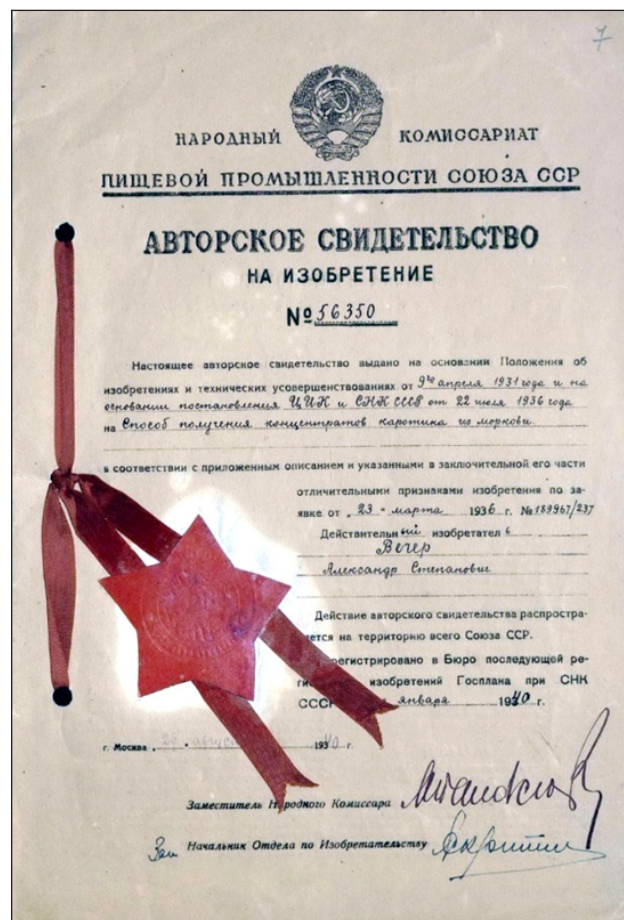 7
НАРОДНЫЙ КОМИССАРИАТ
ПИЩЕВОЙ ПРОМЫШЛЕННОСТИ СОЮЗА ССР
АВТОРСКОЕ СВИДЕТЕЛЬСТВО
НА ИЗОБРЕТЕНИЕ
№ 56350
Настоящее авторское свидетельство выдано на основании Положения об
изобретениях и технических усовершенствованиях от 9го апреля 1931 года и на
основании постановления ЦИК и СНК СССР от 22 июля 1936 года
на Способ получения концентратов каротина из моркови.
в соответствии с приложенным описанием и указанными в заключительной его части
отличительными признаками изобретения по за-
явке от „23“ марта 1936 г. № 189967/237
Действительный изобретатель
Вечер
Александр Степанович
Действие авторского свидетельства распростра-
няется на территорию всего Союза ССР.
регистрировано в Бюро последующей ре-
изобретений Госплана при СНК
СССР января 1940 г.
г. Москва, августа 1940 г.
Заместитель Народного Комиссара
Зам Начальник Отдела по Изобретательству